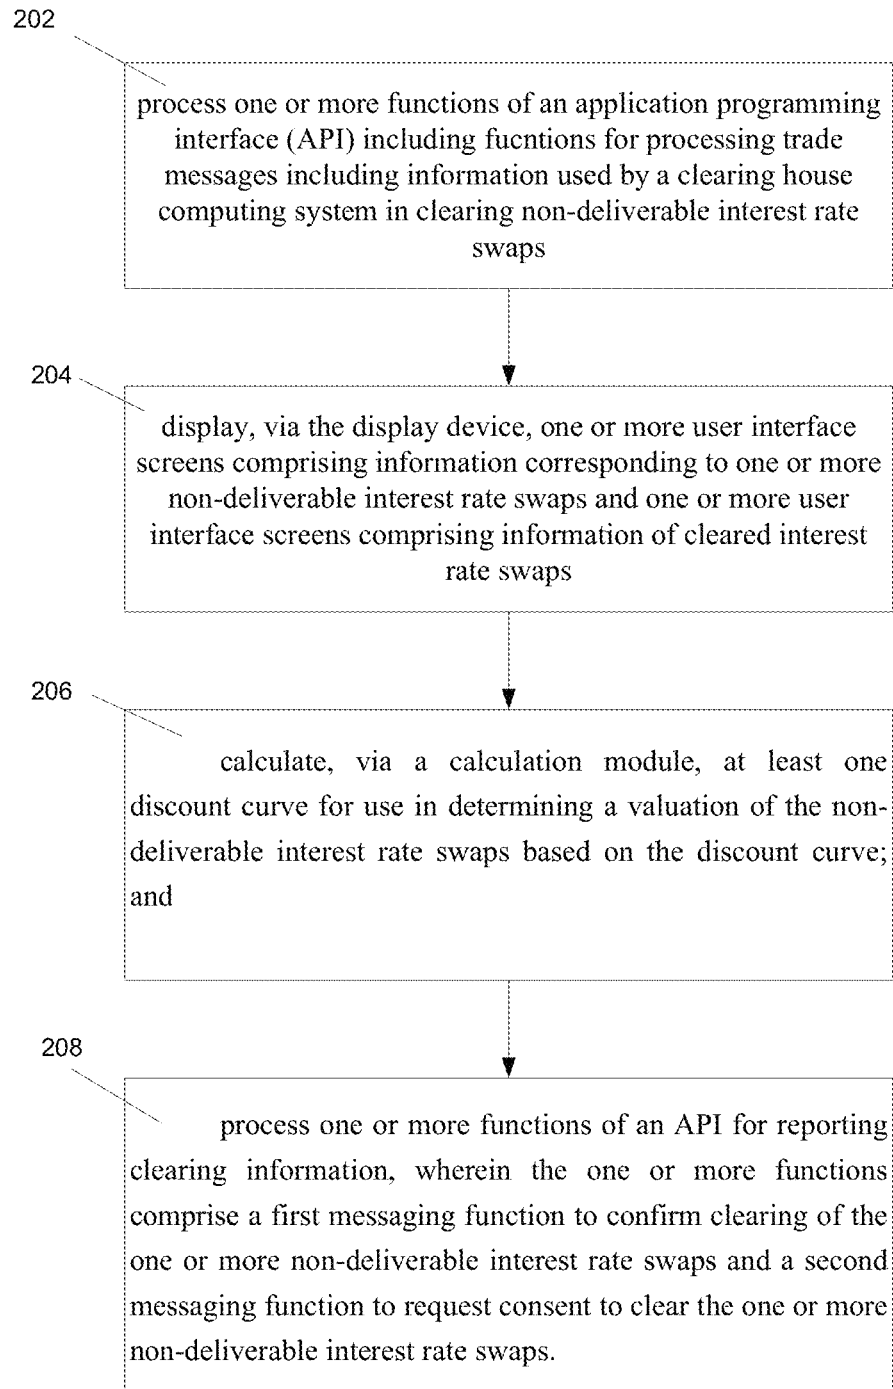 202
process one or more functions of an application programming
interface (API) including fucntions for processing trade
messages including information used by a clearing house
computing system in clearing non-deliverable interest rate
swaps
204
display, via the display device, one or more user interface
screens comprising information corresponding to one or more
non-deliverable interest rate swaps and one or more user
interface screens comprising information of cleared interest
rate swaps
206
calculate, via a calculation module, at least one
discount curve for use in determining a valuation of the non-
deliverable interest rate swaps based on the discount curve;
and
208
process one or more functions of an API for reporting
clearing information, wherein the one or more functions
comprise a first messaging function to confirm clearing of the
one or more non-deliverable interest rate swaps and a second
messaging function to request consent to clear the one or more
non-deliverable interest rate swaps.